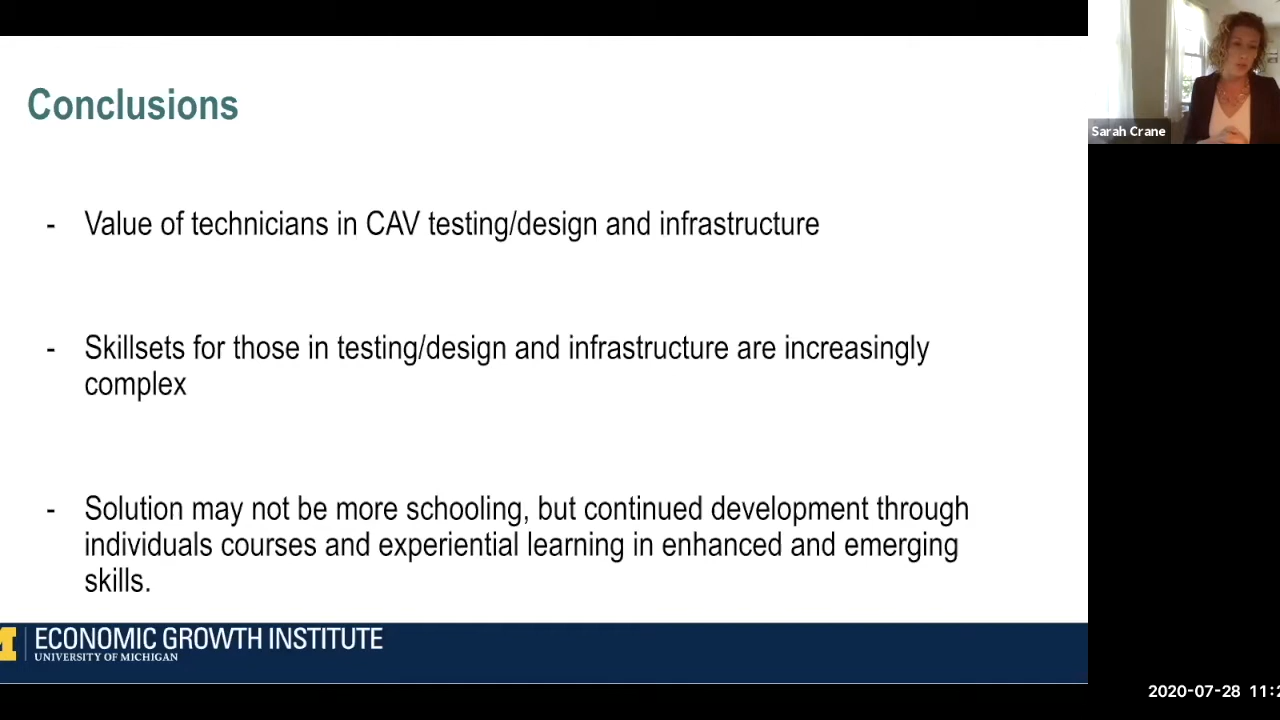 Conclusions
Sarah Crane
- Value of technicians in CAV testing/design and infrastructure
- Skillsets for those in testing/design and infrastructure are increasingly
complex
- Solution may not be more schooling, but continued development through
individuals courses and experiential learning in enhanced and emerging
skills.
M
ECONOMIC GROWTH INSTITUTE
UNIVERSITY OF MICHIGAN
2020-07-28 11:2